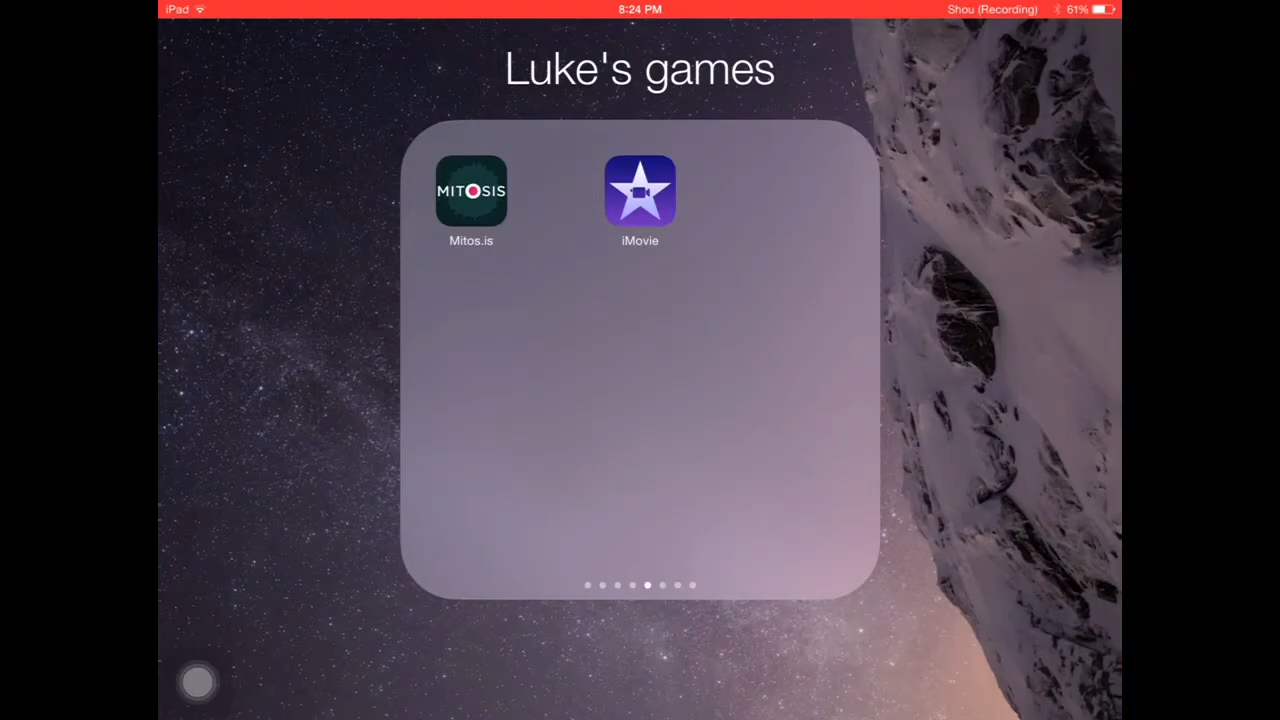 iPad 8:24 PM Shou (Recording) 61%
Luke's games
MITOSIS
Mitos.is iMovie